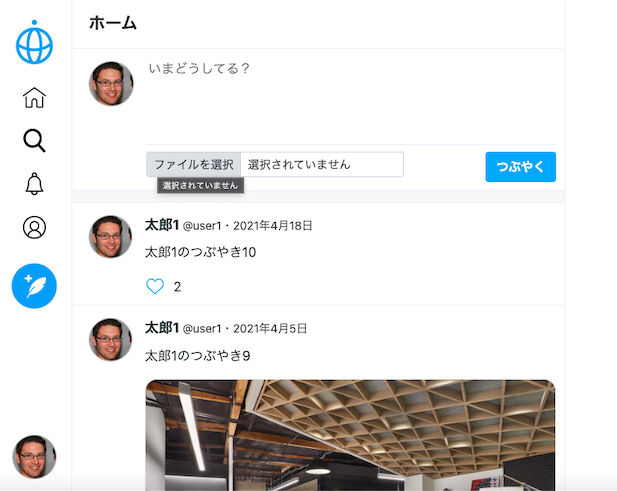 ホーム
いまどうしてる？
ファイルを選択 選択されていません
つぶやく
選択されていません
太郎1 @user1・2021年4月18日
太郎1のつぶやき10
2
太郎1 @user1・2021年4月5日
太郎1のつぶやき9